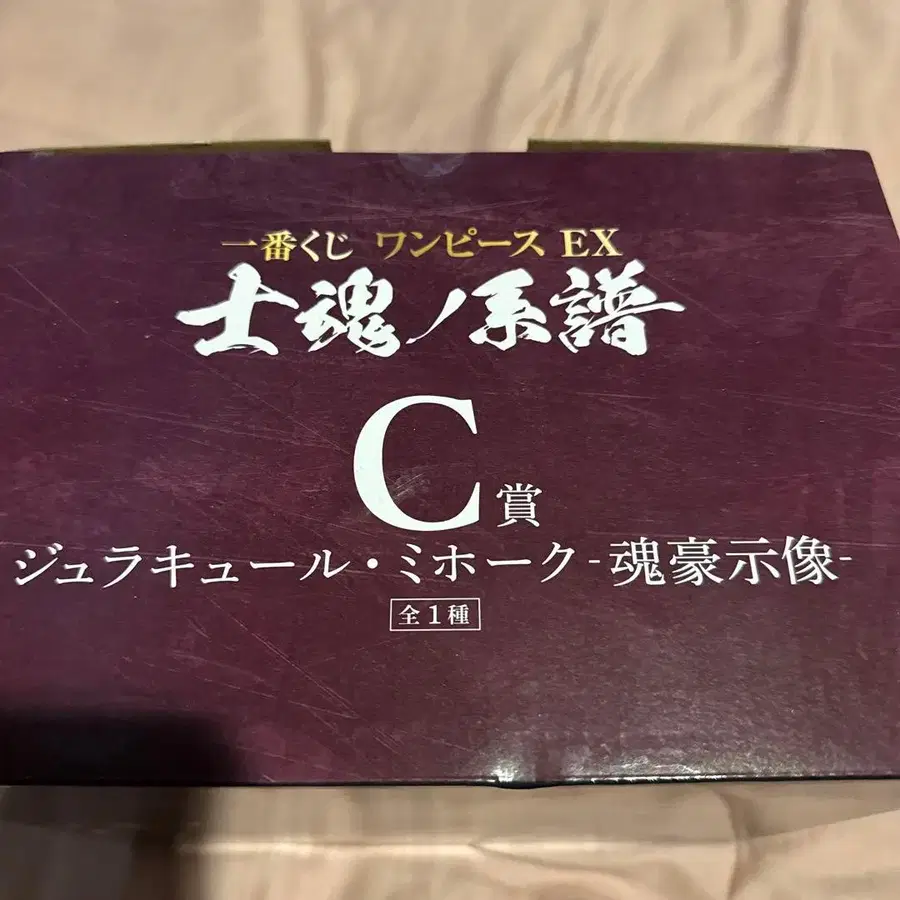 一番くじ ワンピース EX
士魂ノ系譜
C賞
ジュラキュール・ミホーク-魂豪示像-
全1種